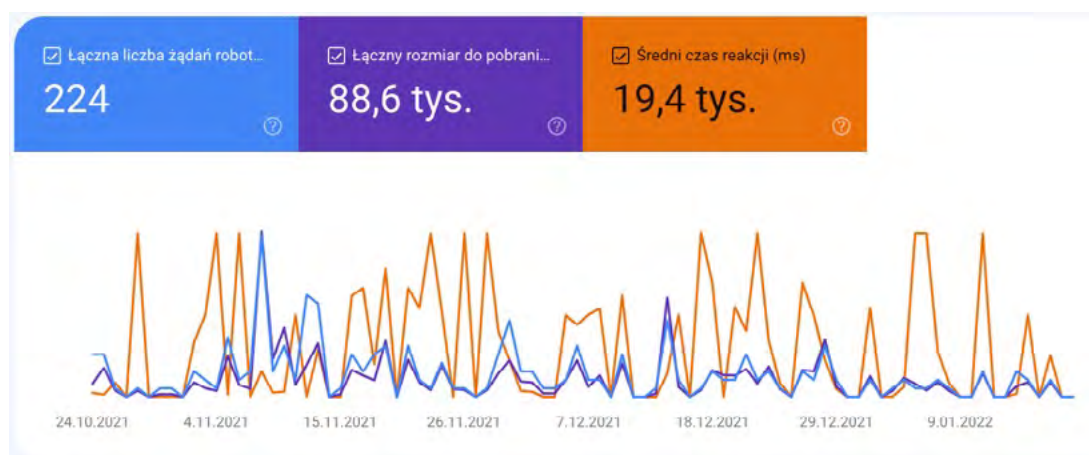 Łączna liczba żądań robot...
Łączny rozmiar do pobrani...
Średni czas reakcji (ms)
224
88,6 tys.
19,4 tys.
24.10.2021
4.11.2021
15.11.2021
26.11.2021
7.12.2021
18.12.2021
29.12.2021
9.01.2022